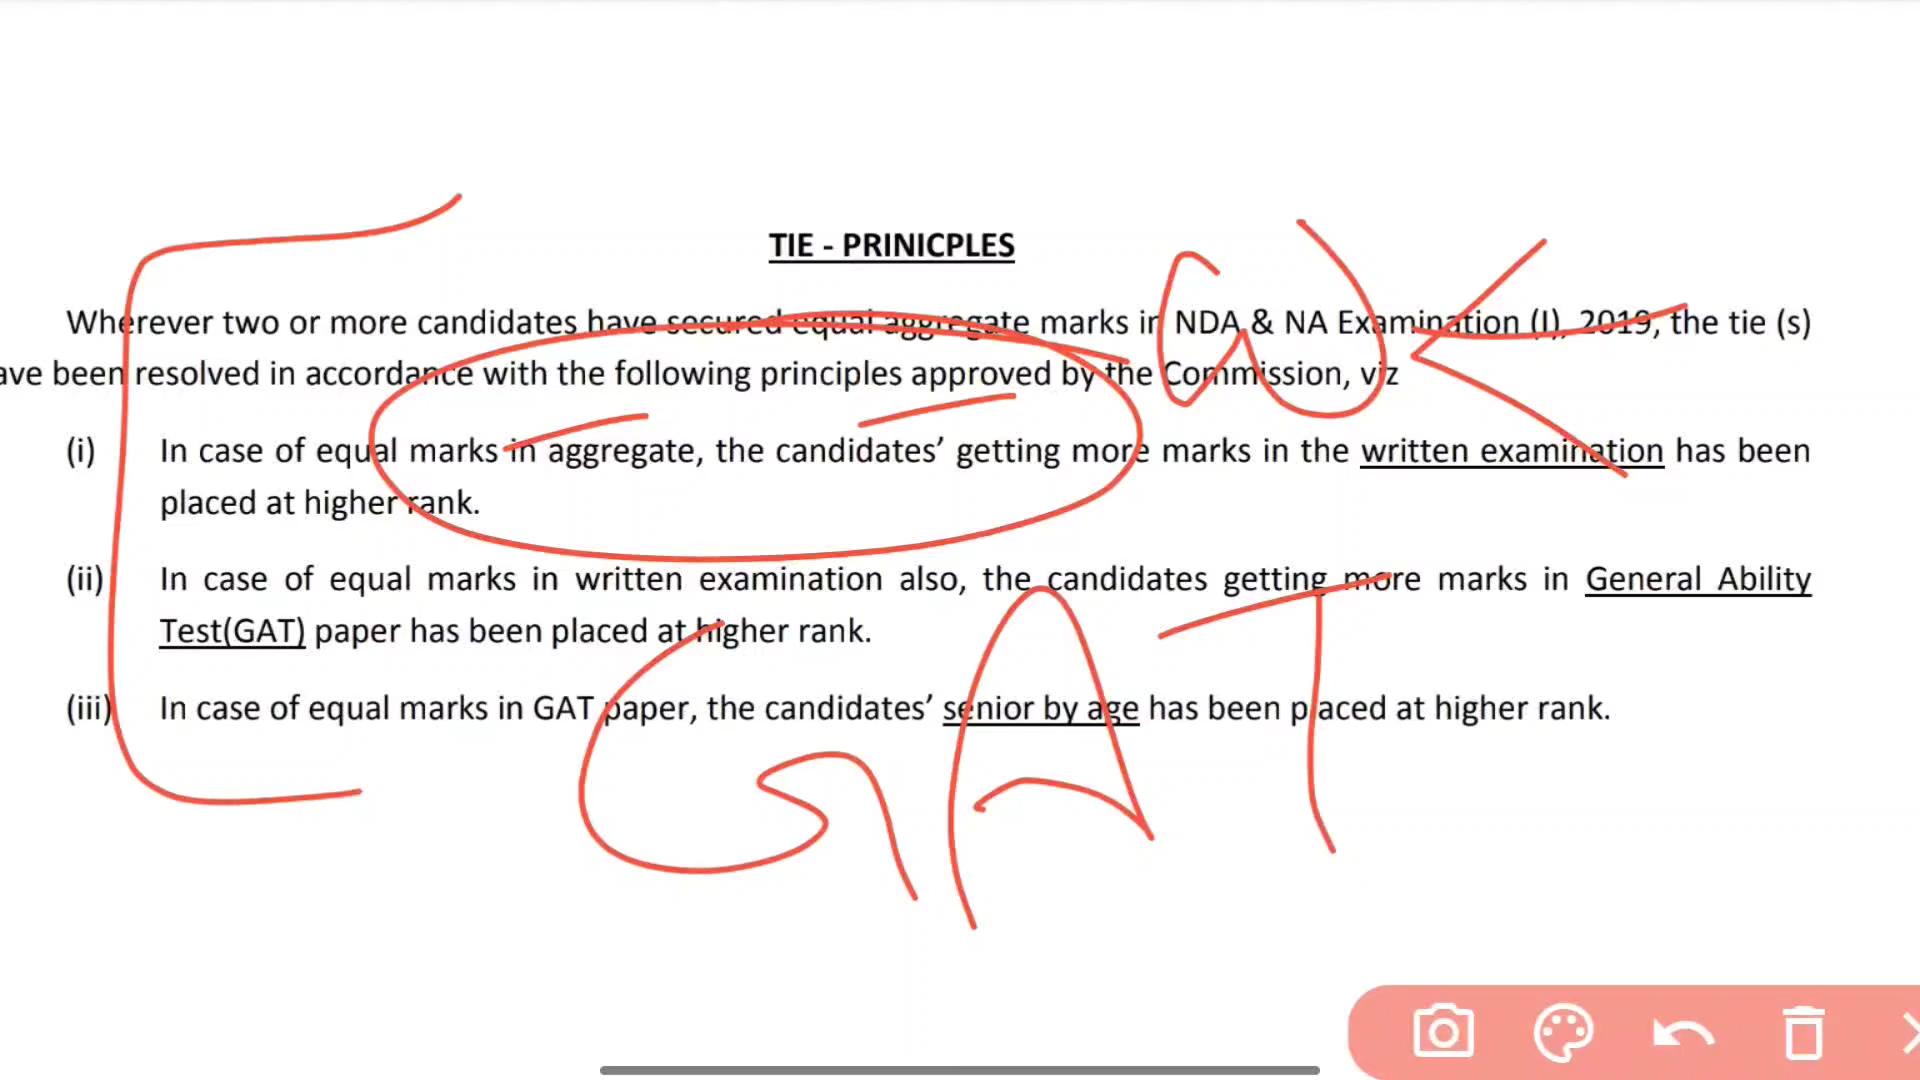 TIE - PRINICPLES
Wherever two or more candidates have secured equal aggregate marks in NDA & NA Examination (I), 2019, the tie (s)
ave been resolved in accordance with the following principles approved by the Commission, viz
(i) In case of equal marks in aggregate, the candidates’ getting more marks in the written examination has been
placed at higher rank.
(ii) In case of equal marks in written examination also, the candidates getting more marks in General Ability
Test(GAT) paper has been placed at higher rank.
(iii) In case of equal marks in GAT paper, the candidates’ senior by age has been placed at higher rank.
GAT